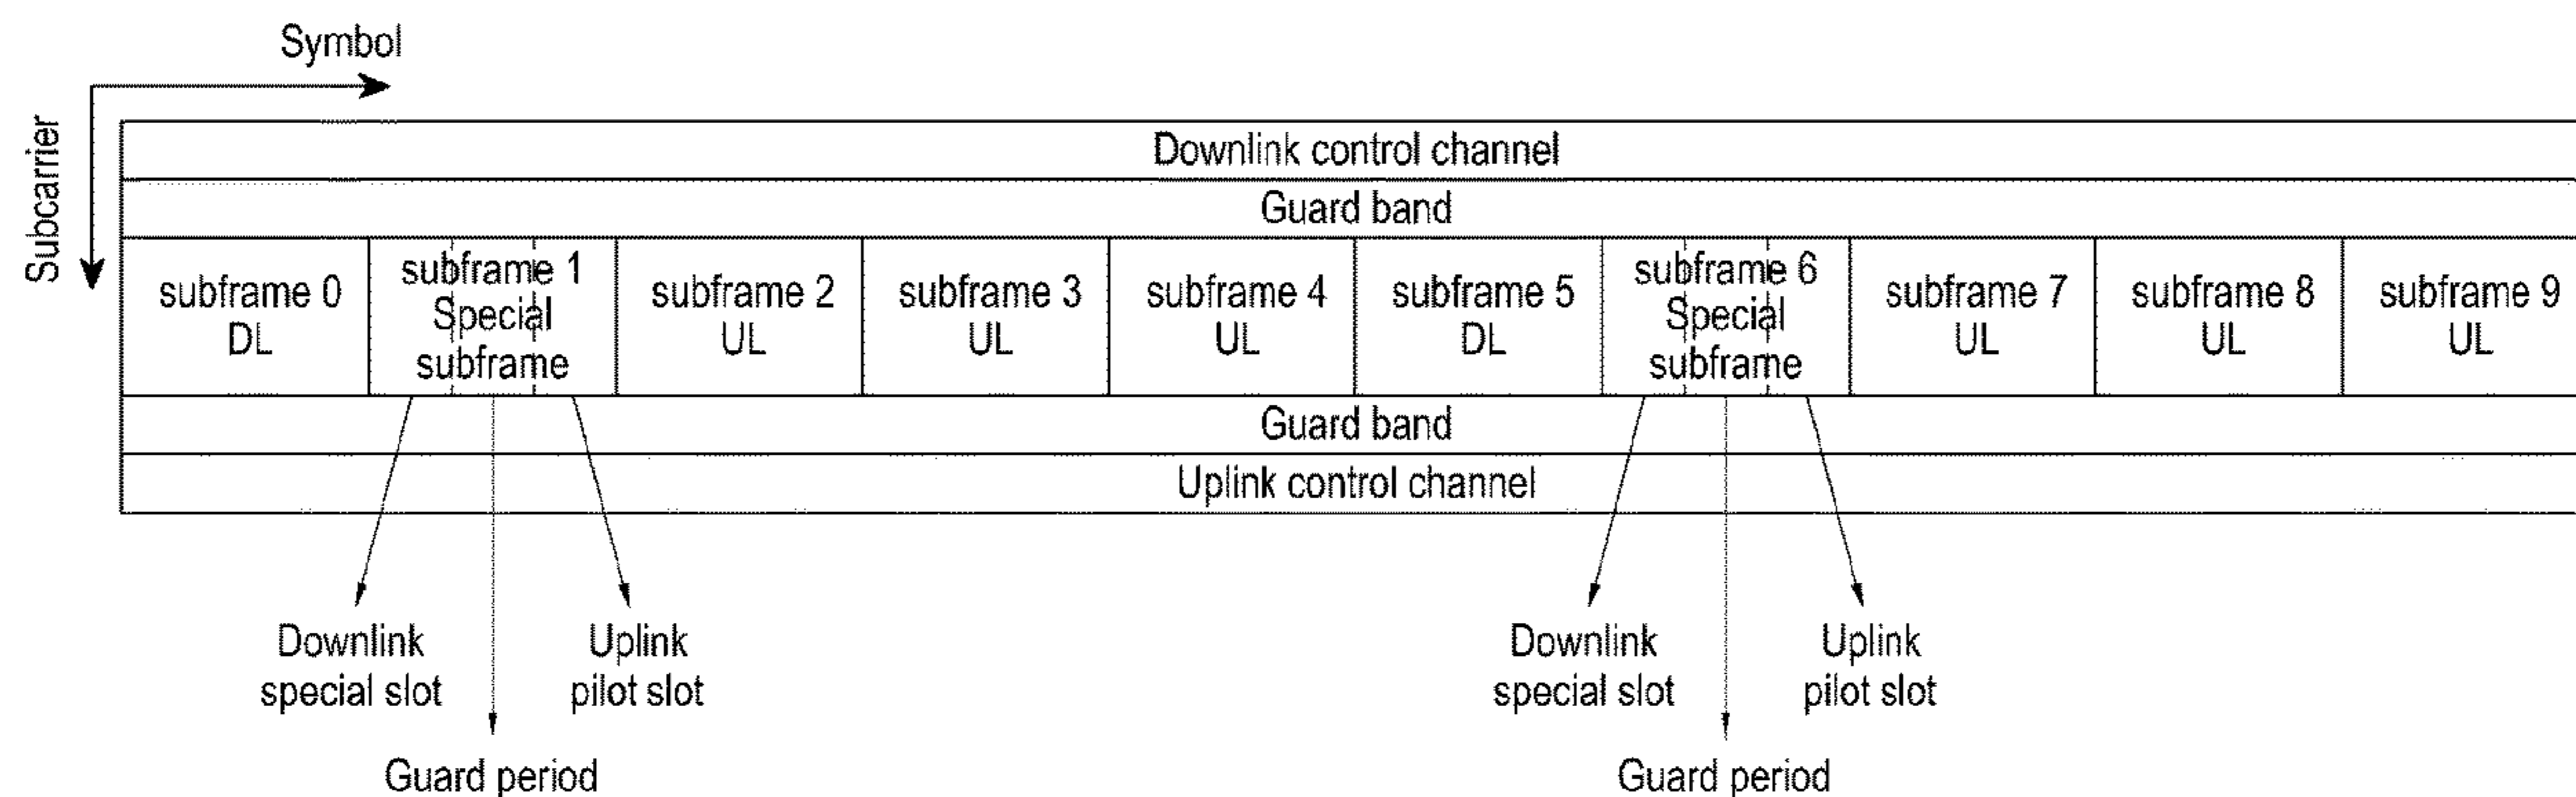 Symbol
Subcarrier
Downlink control channel
Guard band
subframe 0
DL
subframe 1
Special
subframe
subframe 2
UL
subframe 3
UL
subframe 4
UL
subframe 5
DL
subframe 6
Special
subframe
subframe 7
UL
subframe 8
UL
subframe 9
UL
Guard band
Uplink control channel
Downlink
special slot
Uplink
pilot slot
Guard period
Downlink
special slot
Uplink
pilot slot
Guard period